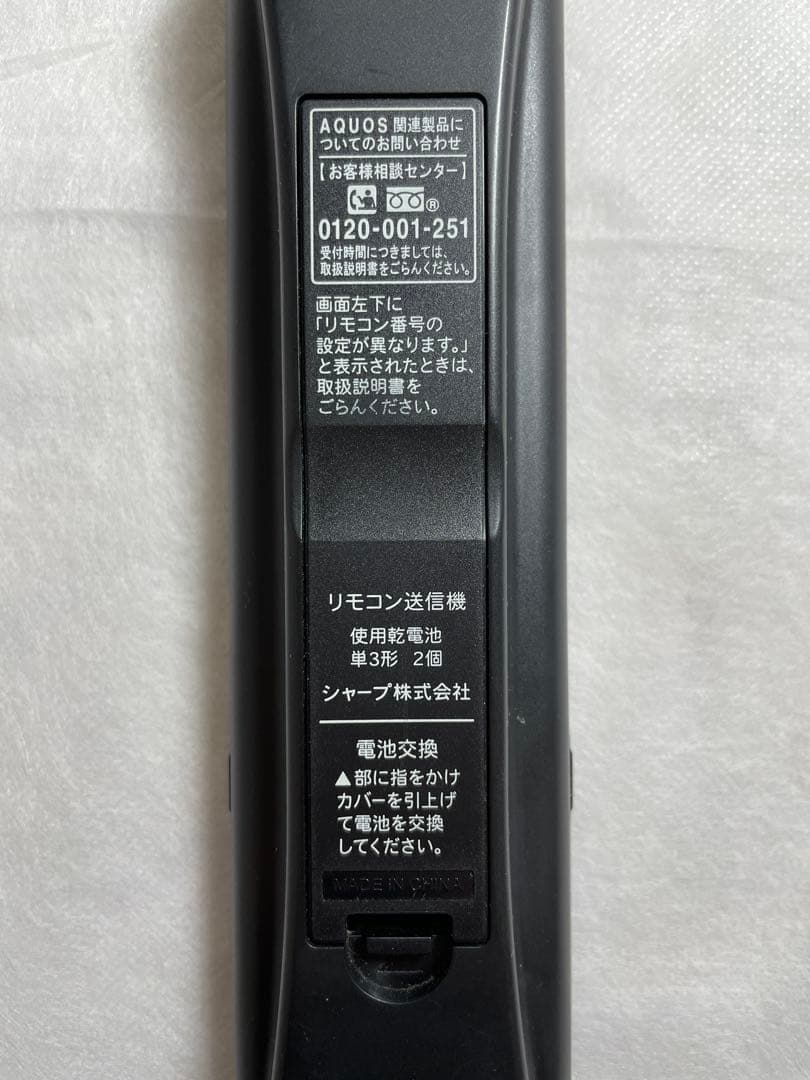 AQUOS 関連製品に
ついてのお問い合わせ
【お客様相談センター】
®
0120-001-251
受付時間につきましては、
取扱説明書をごらんください。
画面左下に
「リモコン番号の
設定が異なります。」
と表示されたときは、
取扱説明書を
ごらんください。
リモコン送信機
使用乾電池
単3形 2個
シャープ株式会社
電池交換
▲部に指をかけ
カバーを引上げ
て電池を交換
してください。
MADE IN CHINA